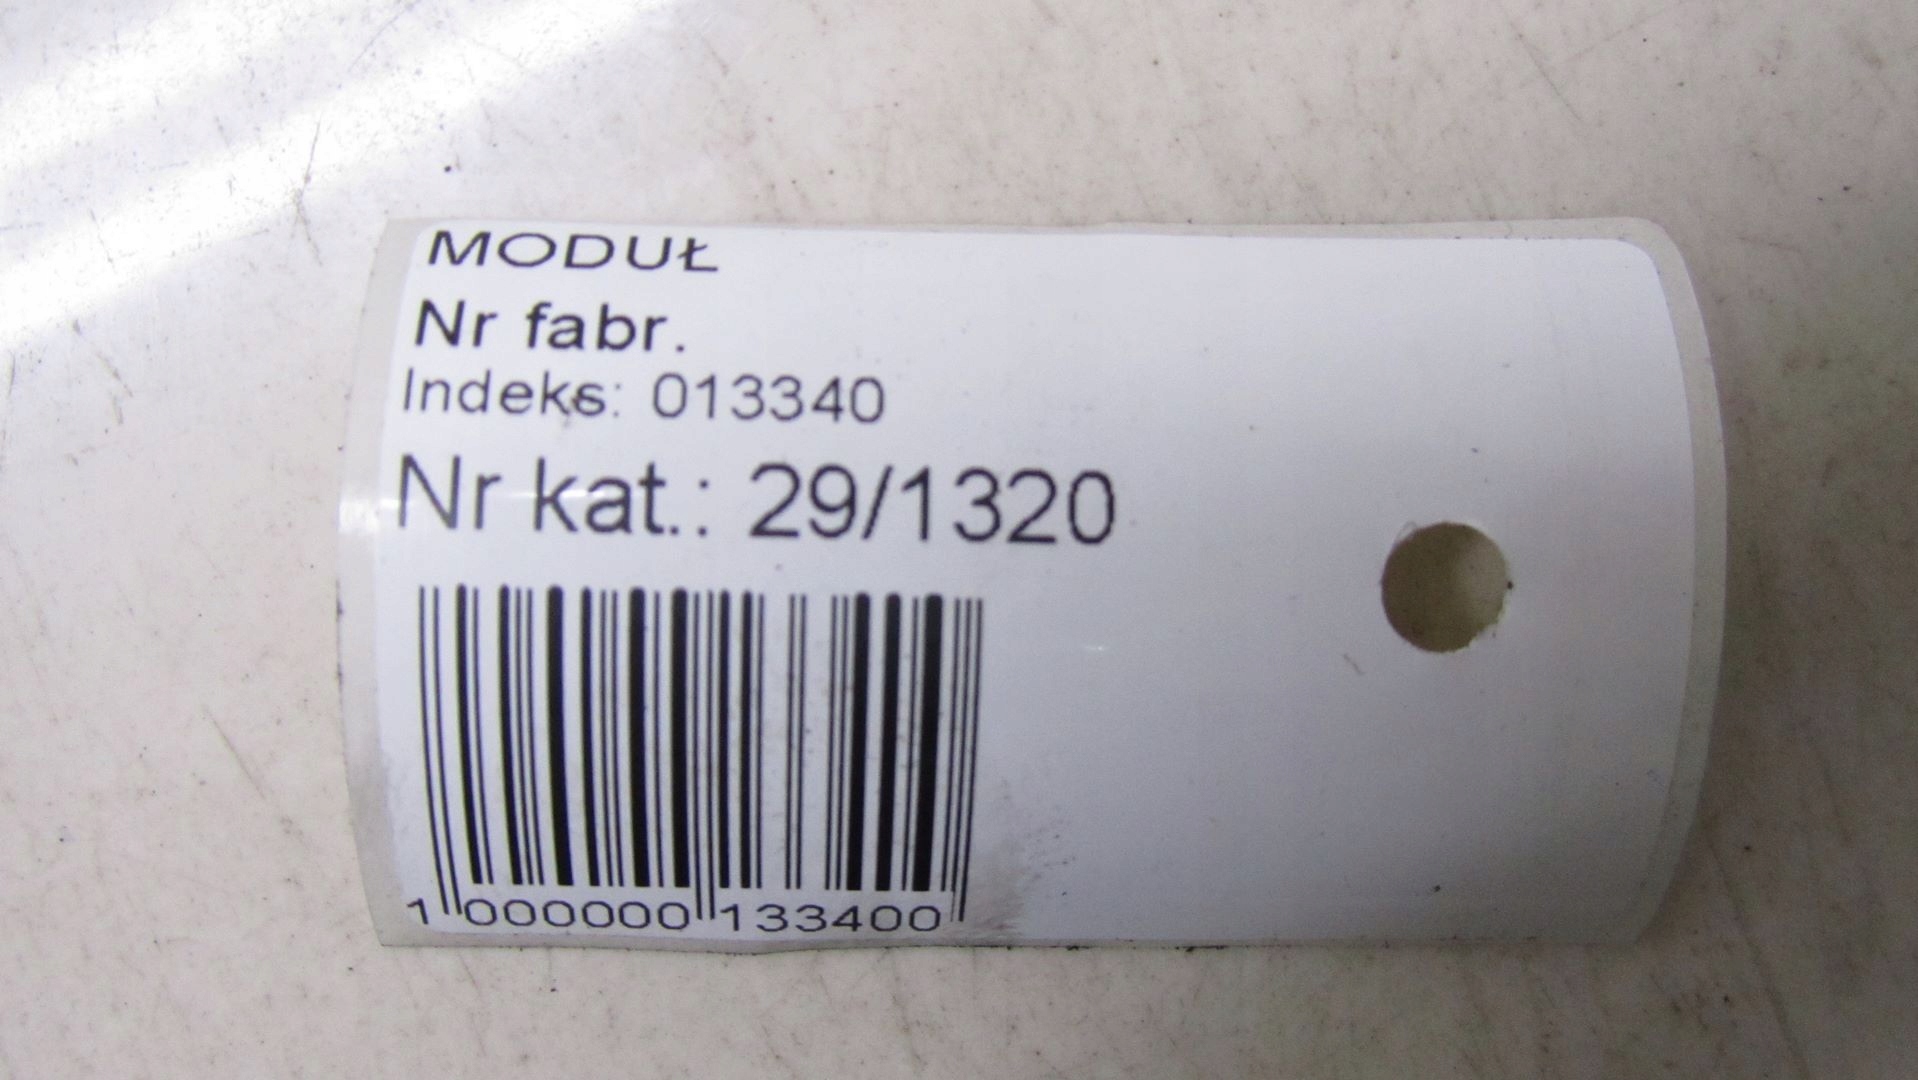 MODUŁ
Nr fabr.
Indeks: 013340
Nr kat.: 29/1320
1 000000 133400